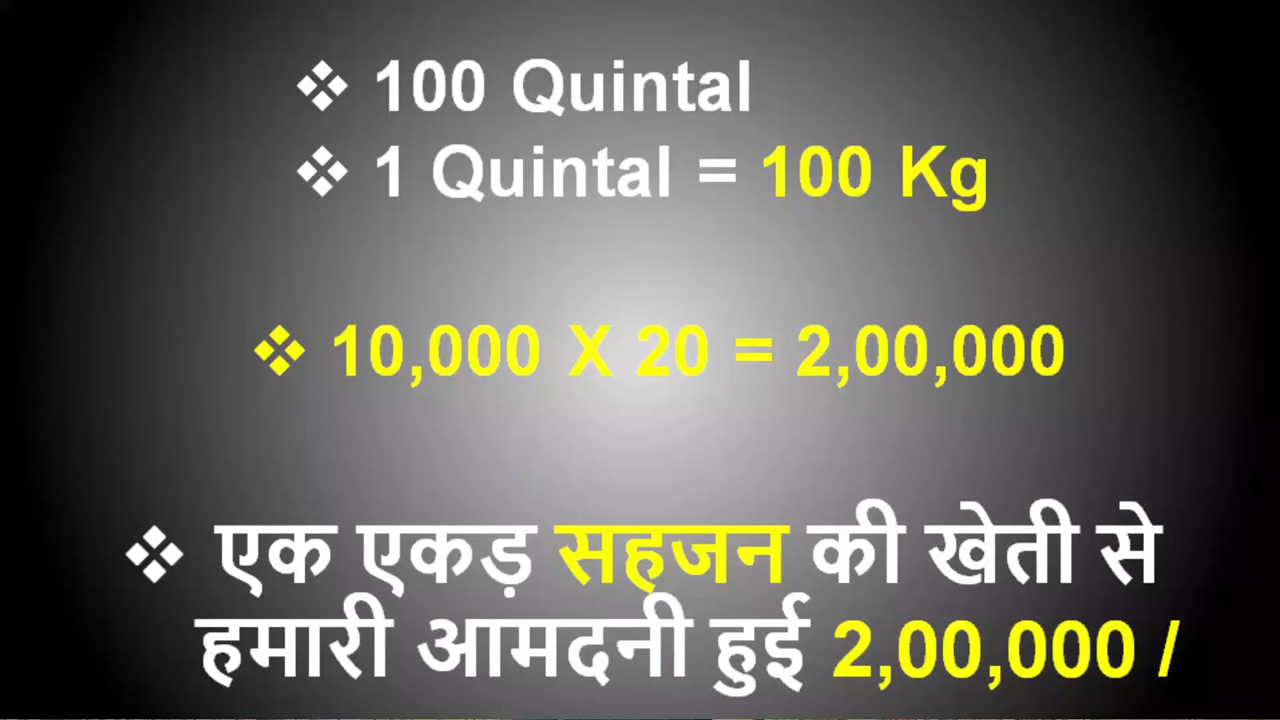 ❖ 100 Quintal
❖ 1 Quintal = 100 Kg
❖ 10,000 X 20 = 2,00,000
❖ एक एकड़ सहजन की खेती से
हमारी आमदनी हुई 2,00,000 /